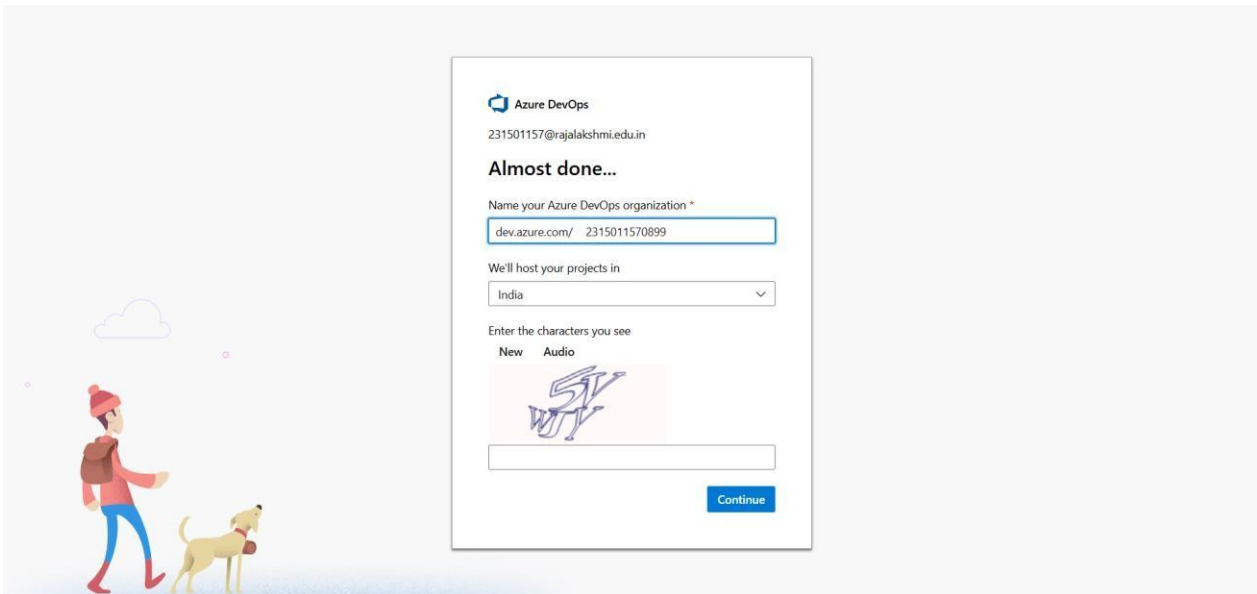 Azure DevOps
231501157@rajalakshmi.edu.in
Almost done...
Name your Azure DevOps organization *
dev.azure.com/ 2315011570899
We'll host your projects in
India
Enter the characters you see
New Audio
Continue